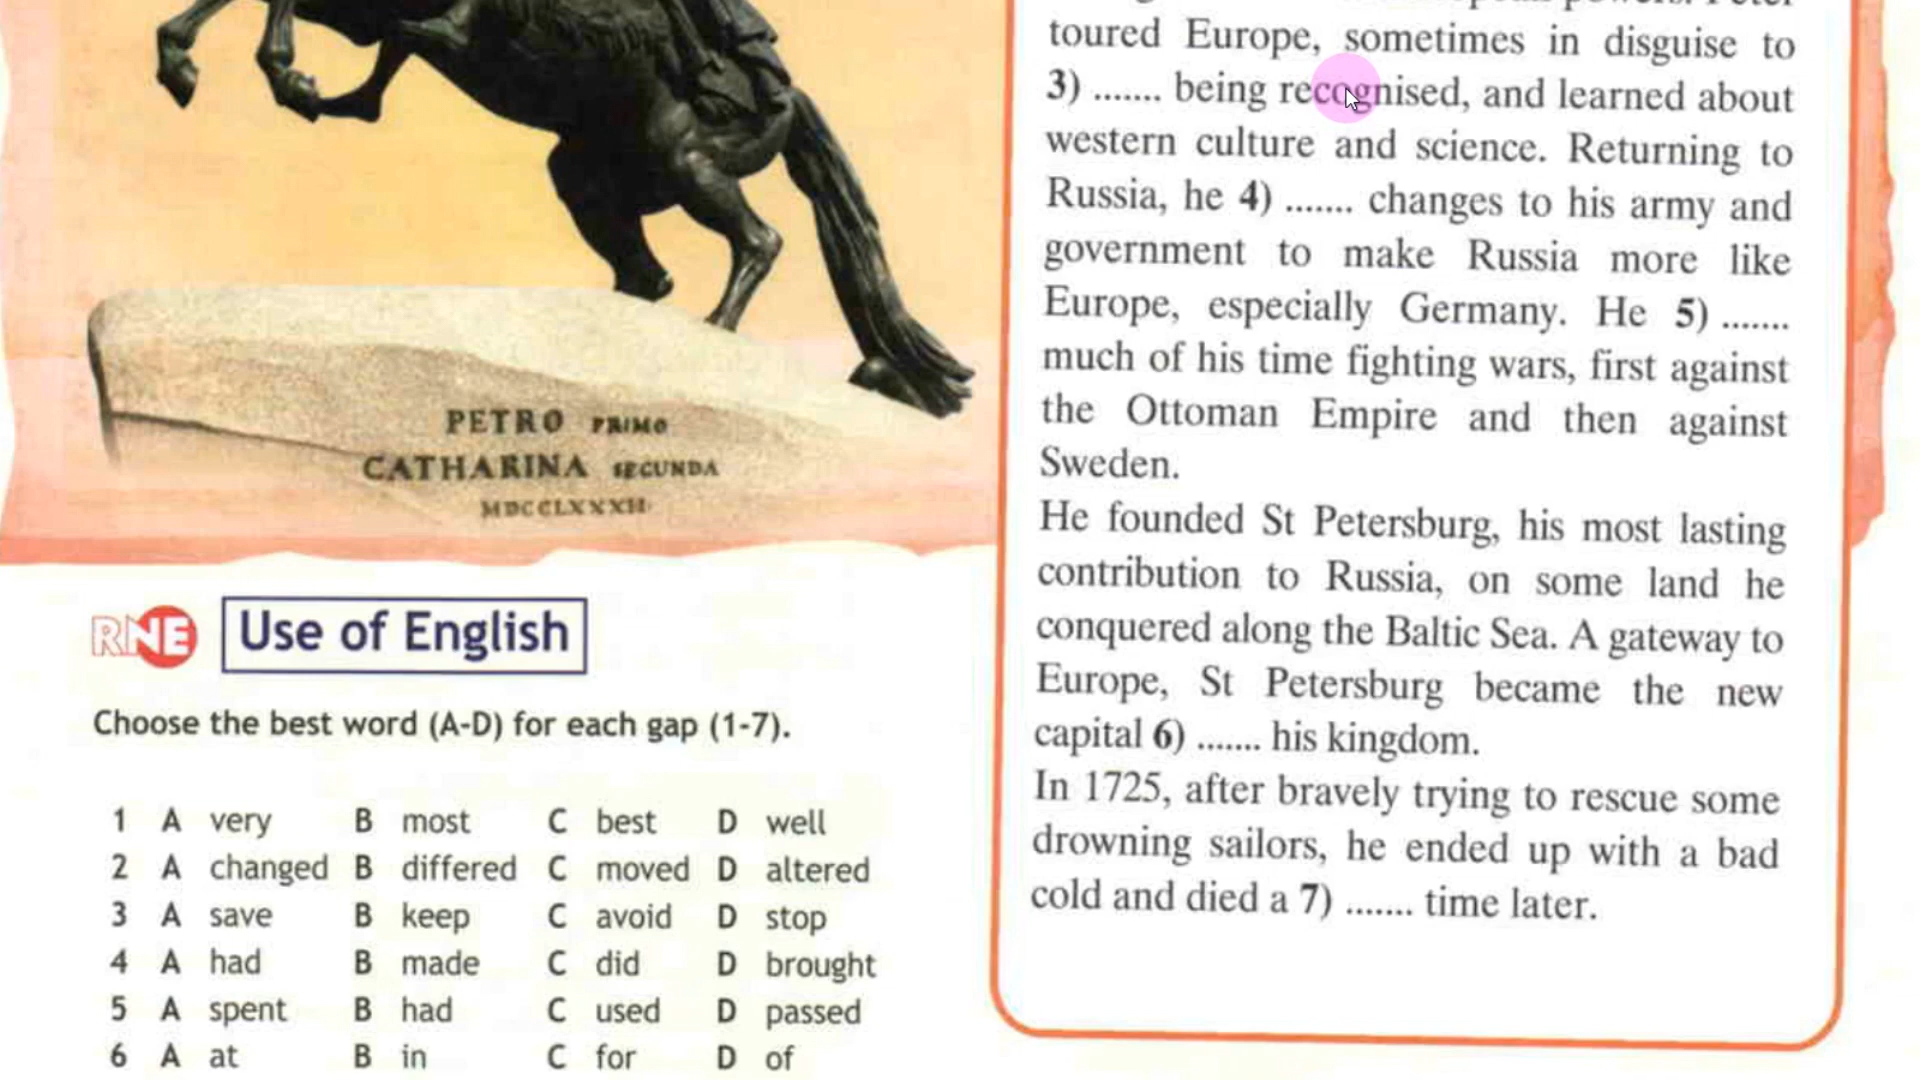 PETRO PRIMO
CATHARINA SECUNDA
MDCCLXXXII
RNE
Use of English
Choose the best word (A-D) for each gap (1-7).
1 A very B most C best D well
2 A changed B differed C moved D altered
3 A save B keep C avoid D stop
4 A had B made C did D brought
5 A spent B had C used D passed
6 A at B in C for D of
toured Europe, sometimes in disguise to
3) ....... being recognised, and learned about
western culture and science. Returning to
Russia, he 4) ....... changes to his army and
government to make Russia more like
Europe, especially Germany. He 5) .......
much of his time fighting wars, first against
the Ottoman Empire and then against
Sweden.
He founded St Petersburg, his most lasting
contribution to Russia, on some land he
conquered along the Baltic Sea. A gateway to
Europe, St Petersburg became the new
capital 6) ....... his kingdom.
In 1725, after bravely trying to rescue some
drowning sailors, he ended up with a bad
cold and died a 7) ....... time later.